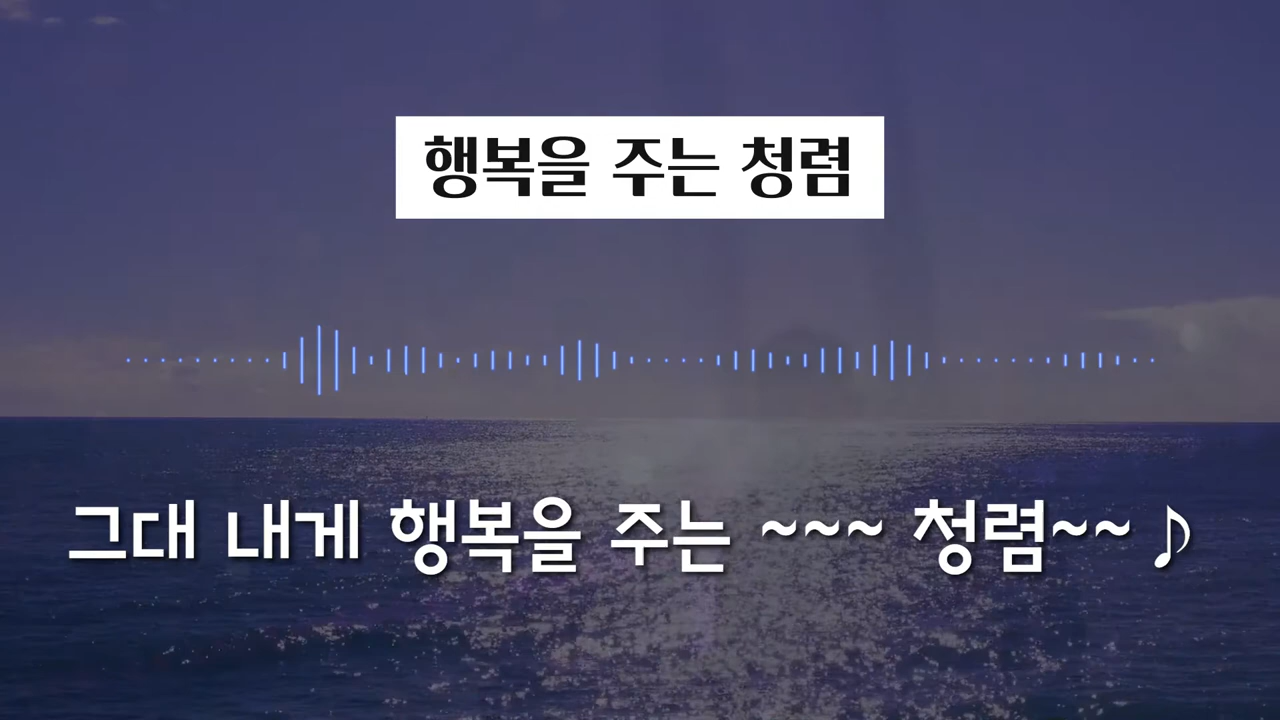 행복을 주는 청렴
그대 내게 행복을 주는 ~~~ 청렴~~ ♪